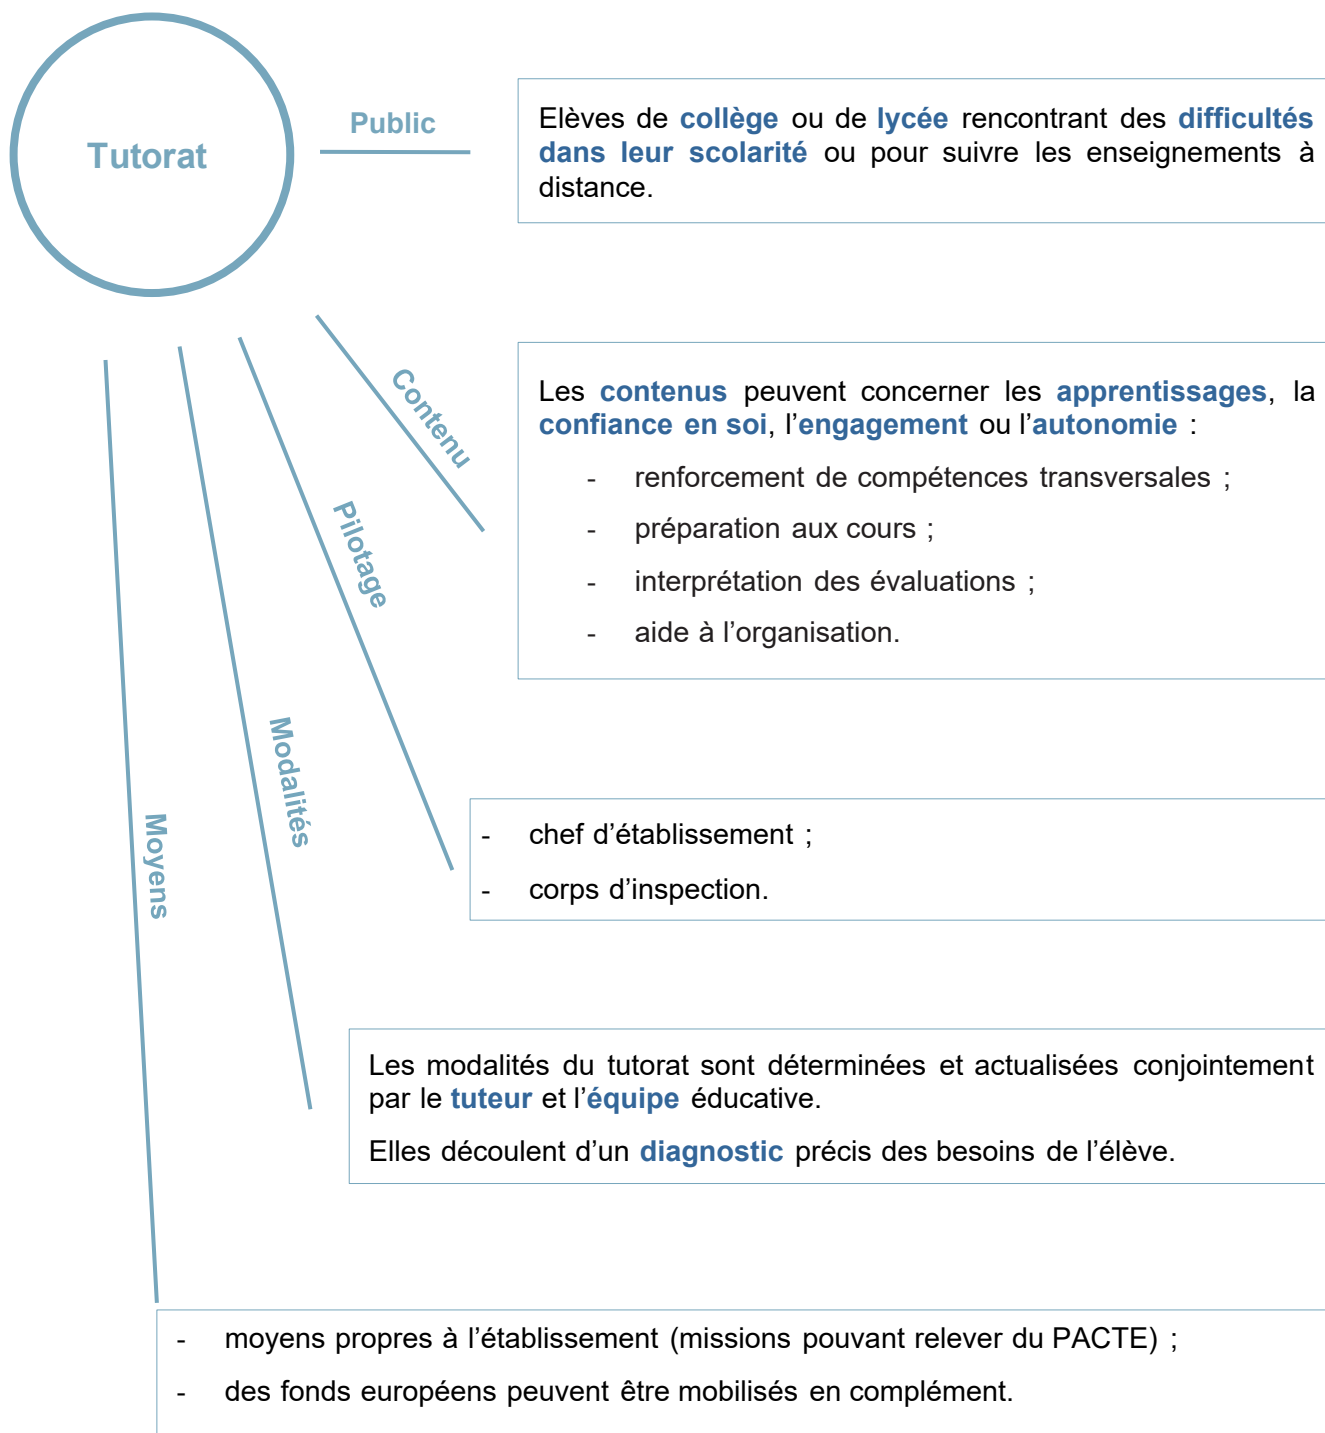 Tutorat
Public
Elèves de collège ou de lycée rencontrant des difficultés
dans leur scolarité ou pour suivre les enseignements à
distance.
Contenu
Les contenus peuvent concerner les apprentissages, la
confiance en soi, l’engagement ou l’autonomie :
- renforcement de compétences transversales ;
- préparation aux cours ;
- interprétation des évaluations ;
- aide à l’organisation.
Pilotage
- chef d’établissement ;
- corps d’inspection.
Modalités
Les modalités du tutorat sont déterminées et actualisées conjointement
par le tuteur et l’équipe éducative.
Elles découlent d’un diagnostic précis des besoins de l’élève.
Moyens
- moyens propres à l’établissement (missions pouvant relever du PACTE) ;
- des fonds européens peuvent être mobilisés en complément.